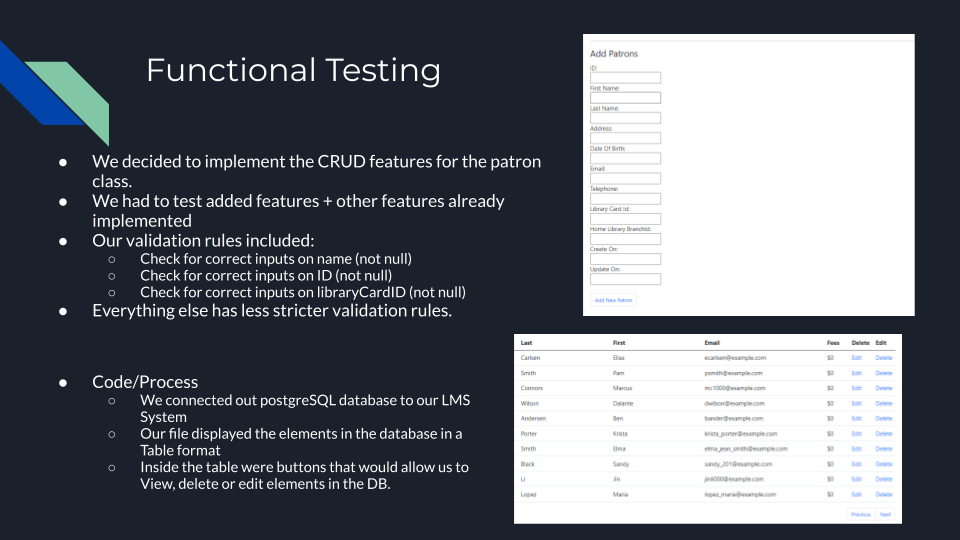 Functional Testing
● We decided to implement the CRUD features for the patron
class.
● We had to test added features + other features already
implemented
● Our validation rules included:
○ Check for correct inputs on name (not null)
○ Check for correct inputs on ID (not null)
○ Check for correct inputs on libraryCardID (not null)
● Everything else has less stricter validation rules.
● Code/Process
○ We connected out postgreSQL database to our LMS
System
○ Our file displayed the elements in the database in a
Table format
○ Inside the table were buttons that would allow us to
View, delete or edit elements in the DB.
Add Patrons
ID:
First Name:
Last Name:
Address:
Date Of Birth:
Email:
Telephone:
Library Card Id:
Home Library BranchId:
Create On:
Update On:
Add New Patron
Last First Email Fees Delete Edit
Carlsen Elias ecarlsen@example.com $0 Edit Delete
Smith Pam psmith@example.com $0 Edit Delete
Connors Marcus mc1000@example.com $0 Edit Delete
Wilson Dalante dwilson@example.com $0 Edit Delete
Andersen Ben bander@example.com $0 Edit Delete
Porter Krista krista_porter@example.com $0 Edit Delete
Smith Elma elma_jean_smith@example.com $0 Edit Delete
Black Sandy sandy_201@example.com $0 Edit Delete
Li Jin jin6000@example.com $0 Edit Delete
Lopez Maria lopez_maria@example.com $0 Edit Delete
Previous Next